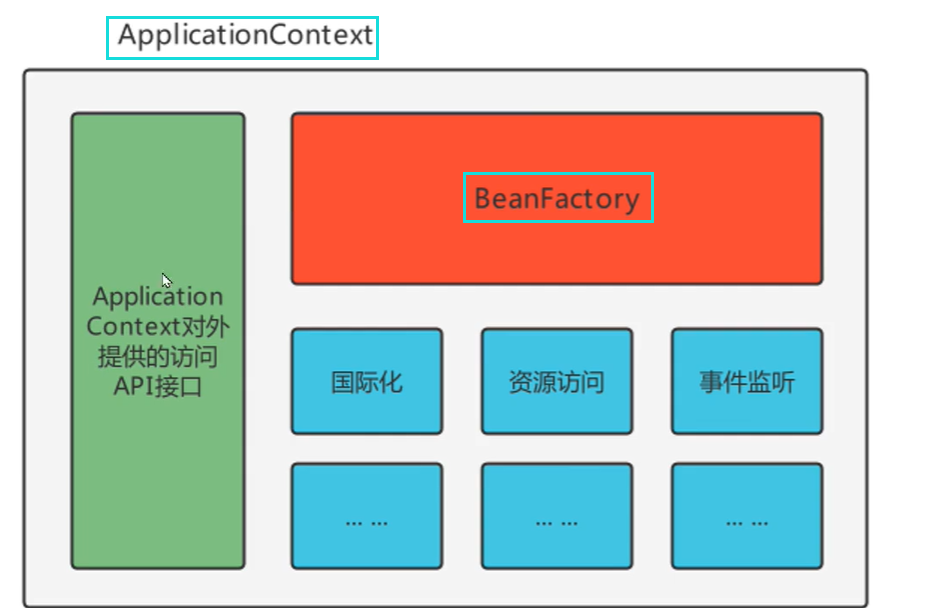 ApplicationContext
BeanFactory
Application
Context对外
提供的访问
API接口
国际化
资源访问
事件监听
... ...
... ...
... ...